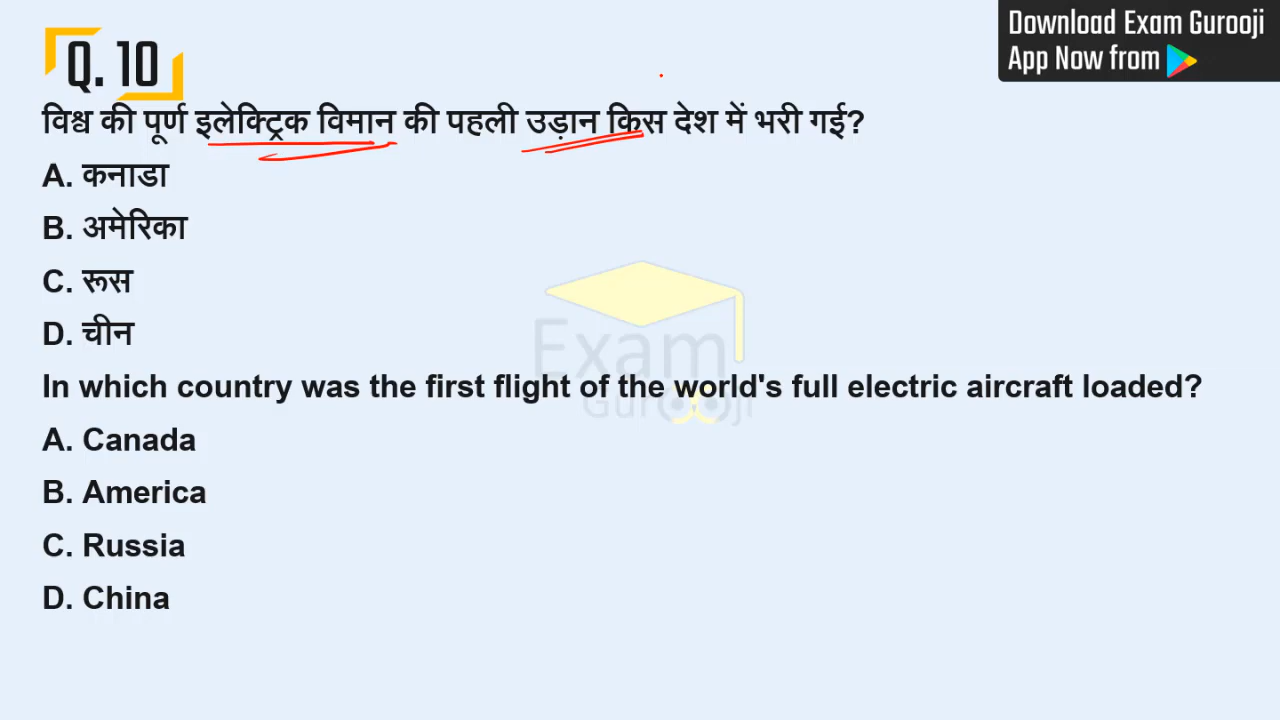 Download Exam Gurooji
App Now from
Q. 10
विश्व की पूर्ण इलेक्ट्रिक विमान की पहली उड़ान किस देश में भरी गई?
A. कनाडा
B. अमेरिका
C. रूस
D. चीन
Exam
Gurooji
In which country was the first flight of the world's full electric aircraft loaded?
A. Canada
B. America
C. Russia
D. China